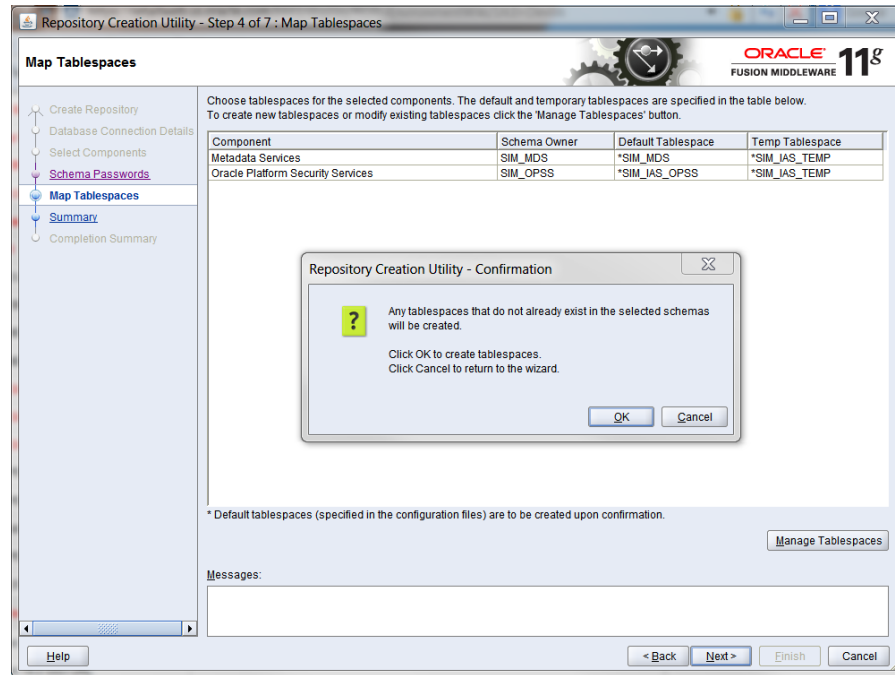 Repository Creation Utility - Step 4 of 7 : Map Tablespaces
Map Tablespaces
ORACLE
FUSION MIDDLEWARE 11g
Create Repository
Database Connection Details
Select Components
Schema Passwords
Map Tablespaces
Summary
Completion Summary
Choose tablespaces for the selected components. The default and temporary tablespaces are specified in the table below.
To create new tablespaces or modify existing tablespaces click the 'Manage Tablespaces' button.
Component Schema Owner Default Tablespace Temp Tablespace
Metadata Services SIM_MDS *SIM_MDS *SIM_IAS_TEMP
Oracle Platform Security Services SIM_OPSS *SIM_IAS_OPSS *SIM_IAS_TEMP
Repository Creation Utility - Confirmation
?
Any tablespaces that do not already exist in the selected schemas
will be created.
Click OK to create tablespaces.
Click Cancel to return to the wizard.
OK Cancel
* Default tablespaces (specified in the configuration files) are to be created upon confirmation.
Manage Tablespaces
Messages:
Help < Back Next > Finish Cancel